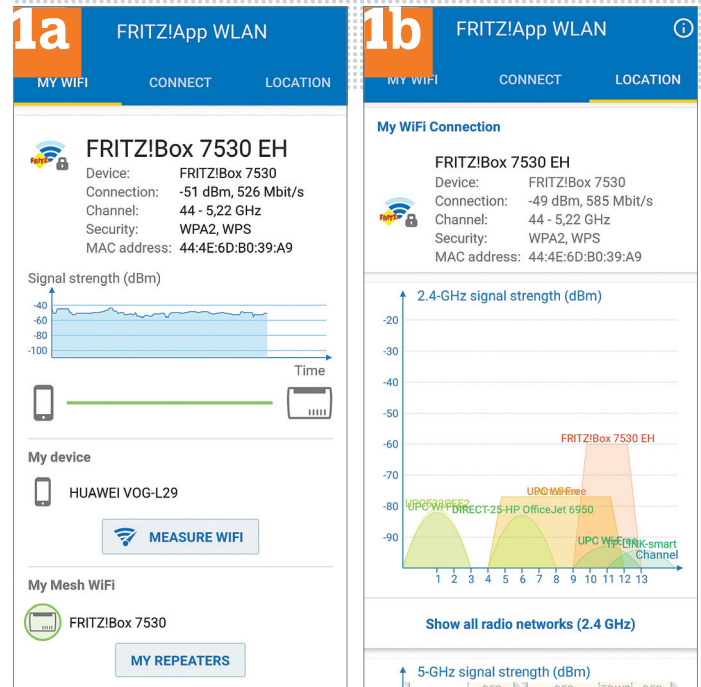 1a
FRITZ!App WLAN
MY WIFI CONNECT LOCATION
FRITZ!Box 7530 EH
Device: FRITZ!Box 7530
Connection: -51 dBm, 526 Mbit/s
Channel: 44 - 5,22 GHz
Security: WPA2, WPS
MAC address: 44:4E:6D:B0:39:A9
Signal strength (dBm)
-40
-60
-80
-100
Time
My device
HUAWEI VOG-L29
MEASURE WIFI
My Mesh WiFi
FRITZ!Box 7530
MY REPEATERS
1b
FRITZ!App WLAN
MY WIFI CONNECT LOCATION
My WiFi Connection
FRITZ!Box 7530 EH
Device: FRITZ!Box 7530
Connection: -49 dBm, 585 Mbit/s
Channel: 44 - 5,22 GHz
Security: WPA2, WPS
MAC address: 44:4E:6D:B0:39:A9
2.4-GHz signal strength (dBm)
-20
-30
-40
-50
-60
FRITZ!Box 7530 EH
-70
UPC Wi-Free
-80
UPC Wi-Free
DIRECT-25-HP OfficeJet 6950
-90
UPC Wi-Free
TP-LINK-smart
Channel
1 2 3 4 5 6 7 8 9 10 11 12 13
Show all radio networks (2.4 GHz)
5-GHz signal strength (dBm)